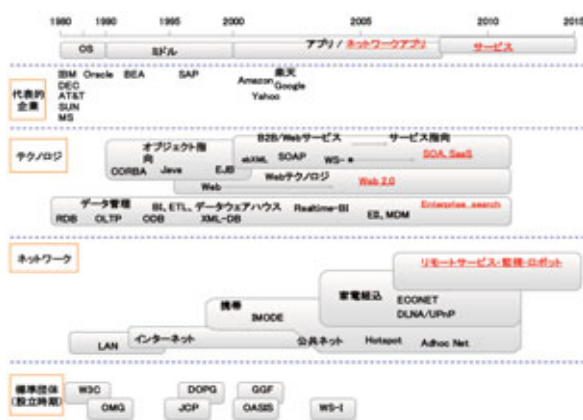 1980 1990 1995 2000 2005 2010 2015
OS ミドル アプリ / ネットワークアプリ サービス
代表的
企業
IBM Oracle BEA SAP 楽天
DEC Amazon Google
AT&T Yahoo
SUN
MS
テクノロジ
B2B/Webサービス サービス指向
オブジェクト指
向
ebXML SOAP WS-* SOA, SaaS
CORBA Java EJB
Webテクノロジ Web 2.0
Web
データ管理 BI, ETL, データウェアハウス Realtime-BI Enterprise search
RDB OLTP ODB XML-DB EII, MDM
ネットワーク
リモートサービス・監視・ロボット
家電組込 ECONET
DLNA/UPnP
携帯
IMODE
インターネット 公共ネット Hotspot Adhoc Net
LAN
標準団体
(設立時期)
W3C DOPG GGF
OMG JCP OASIS WS-I